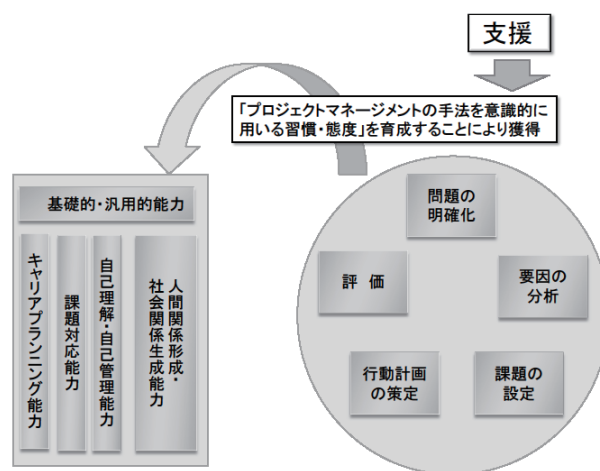 支援
「プロジェクトマネージメントの手法を意識的に
用いる習慣・態度」を育成することにより獲得
基礎的・汎用的能力
キャリアプランニング能力
課題対応能力
自己理解・自己管理能力
人間関係形成・
社会関係生成能力
問題の
明確化
要因の
分析
課題の
設定
行動計画
の策定
評　価